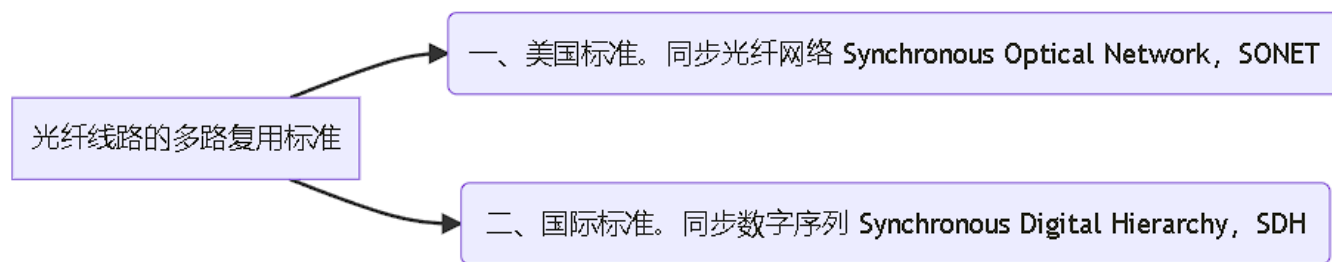 一、美国标准。同步光纤网络 Synchronous Optical Network，SONET
光纤线路的多路复用标准
二、国际标准。同步数字序列 Synchronous Digital Hierarchy，SDH